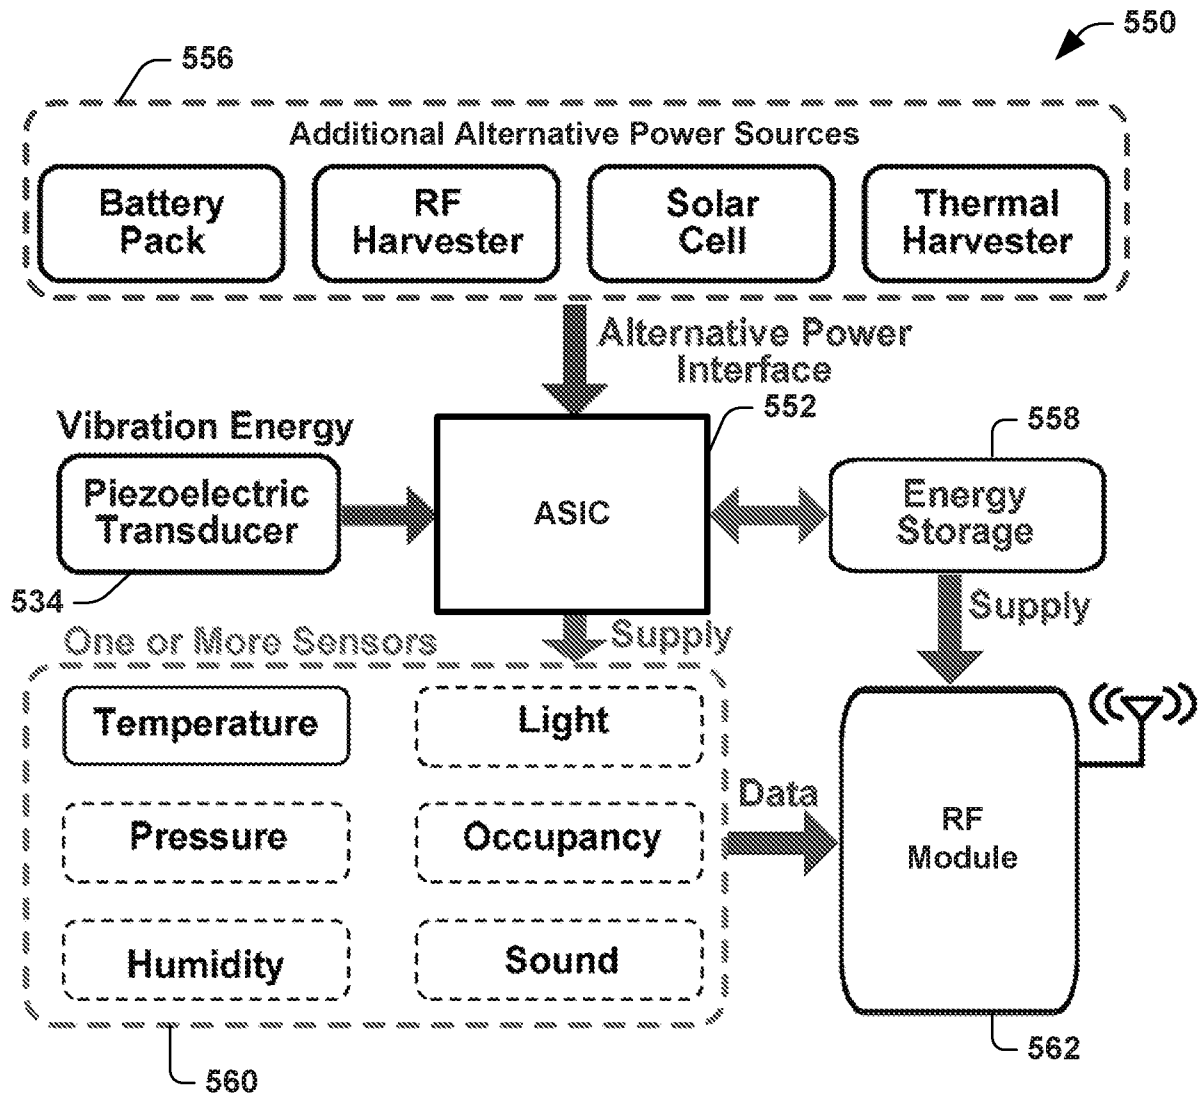 550
556
Additional Alternative Power Sources
Battery
Pack
RF
Harvester
Solar
Cell
Thermal
Harvester
Alternative Power
Interface
552
558
Vibration Energy
Piezoelectric
Transducer
ASIC
Energy
Storage
534
Supply
Supply
One or More Sensors
Temperature
Light
Data
Pressure
Occupancy
RF
Module
Humidity
Sound
560
562